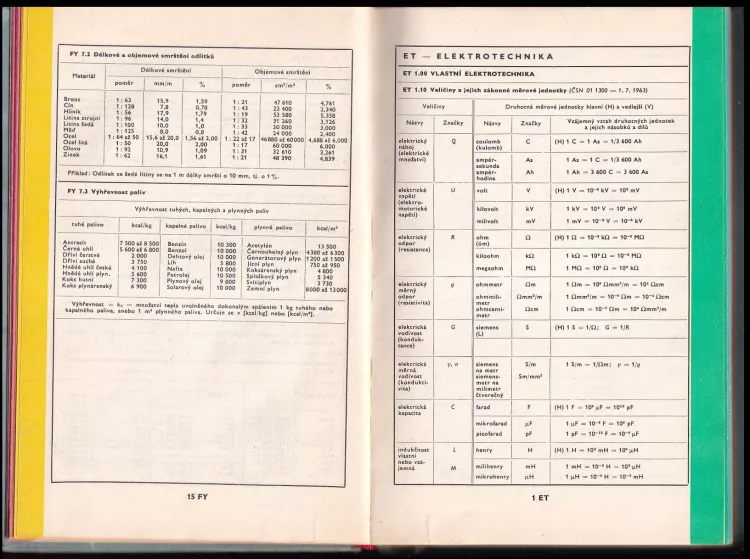 FY 7.2 Délkové a objemové smrštění odlitků
Materiál Délkové smrštění Objemové smrštění
poměr mm/m % poměr cm³/m³ %
Bronz 1 : 63 15,9 1,59 1 : 21 47 610 4,761
Cín 1 : 128 7,8 0,78 1 : 43 23 400 2,340
Hliník 1 : 56 17,9 1,79 1 : 19 53 580 5,358
Litina strojní 1 : 96 14,0 1,4 1 : 32 31 260 3,126
Litina šedá 1 : 100 10,0 1,0 1 : 33 30 000 3,000
Měď 1 : 125 8,0 0,8 1 : 42 24 000 2,400
Ocel 1 : 64 až 50 15,6 až 20,0 1,56 až 2,00 1 : 22 až 17 46880 až 60000 4,688 až 6,000
Ocel litá 1 : 50 20,0 2,00 1 : 17 60 000 6,000
Olovo 1 : 92 10,9 1,09 1 : 31 32 610 3,261
Zinek 1 : 62 16,1 1,61 1 : 21 48 390 4,839
Příklad: Odlitek ze šedé litiny se na 1 m délky smrští o 10 mm, tj. o 1%.
FY 7.3 Výhřevnost paliv
Výhřevnost tuhých, kapalných a plynných paliv
tuhé palivo kcal/kg kapalné palivo kcal/kg plynné palivo kcal/m³
Antracit 7 500 až 8 500 Benzin 10 300 Acetylén 13 500
Černé uhlí 5 600 až 6 800 Benzol 10 000 Černouhelný plyn 4380 až 6300
Dříví čerstvé 2 000 Dehtový olej 10 000 Generátorový plyn 1200 až 1500
Dříví suché 3 750 Líh 5 800 Jícní plyn 750 až 950
Hnědé uhlí české 4 100 Nafta 10 000 Koksárenský plyn 4 800
Hnědé uhlí plyn. 5 600 Petrolej 10 500 Spišskový plyn 5 340
Koks hutní 7 300 Plynový olej 9 800 Svítiplyn 3 730
Koks plynárenský 6 900 Solarový olej 10 000 Zemní plyn 8000 až 13000
Výhřevnost — hᵤ — množství tepla uvolněného dokonalým spálením 1 kg tuhého nebo
kapalného paliva, anebo 1 m³ plynného paliva. Určuje se v [kcal/kg] nebo [kcal/m³].
15 FY
ET — ELEKTROTECHNIKA
ET 1.00 VLASTNÍ ELEKTROTECHNIKA
ET 1.10 Veličiny a jejich zákonné měrové jednotky (ČSN 01 1300 — 1. 7. 1963)
Veličiny Druhotné měrové jednotky hlavní (H) a vedlejší (V)
Názvy Značky Názvy Značky Vzájemný vztah druhotných jednotek
a jejich násobků a dílů
elektrický Q coulomb C (H) 1 C = 1 As = 1/3 600 Ah
náboj (kulomb)
(elektrické
množství) ampér- As 1 As = 1 C = 1/3 600 Ah
sekunda
ampér- Ah 1 Ah = 3 600 C = 3 600 As
hodina
elektrické U volt V (H) 1 V = 10⁻³ kV = 10³ mV
napětí
(elektro-
motorické kilovolt kV 1 kV = 10³ V = 10⁶ mV
napětí)
milivolt mV 1 mV = 10⁻³ V = 10⁻⁶ kV
elektrický R ohm Ω (H) 1 Ω = 10⁻³ kΩ = 10⁻⁶ MΩ
odpor (óm)
(resistance)
kiloohm kΩ 1 kΩ = 10³ Ω = 10⁻³ MΩ
megaohm MΩ 1 MΩ = 10⁶ Ω = 10³ kΩ
elektrický ϱ ohmmetr Ωm 1 Ωm = 10⁶ Ωmm²/m = 10² Ωcm
měrný
odpor ohmmili- Ωmm²/m 1 Ωmm²/m = 10⁻⁶ Ωm = 10⁻⁴ Ωcm
(resistivita) metr
ohmcenti- Ωcm 1 Ωcm = 10⁻² Ωm = 10⁴ Ωmm²/m
metr
elektrická G siemens S (H) 1 S = 1/Ω; G = 1/R
vodivost (L)
(konduk-
tance)
elektrická γ, σ siemens S/m 1 S/m = 1/Ωm; γ = 1/ϱ
měrná na metr
vodivost siemens- Sm/mm²
(kondukti- metr na
vita) milimetr
čtvereční
elektrická C farad F (H) 1 F = 10⁶ μF = 10¹² pF
kapacita
mikrofarad μF 1 μF = 10⁻⁶ F = 10⁶ pF
picofarad pF 1 pF = 10⁻¹² F = 10⁻⁶ μF
indukčnost L henry H (H) 1 H = 10³ mH = 10⁶ μH
vlastní
nebo vzá- M milihenry mH 1 mH = 10⁻³ H = 10³ μH
jemná
mikrohenry μH 1 μH = 10⁻⁶ H = 10⁻³ mH
1 ET